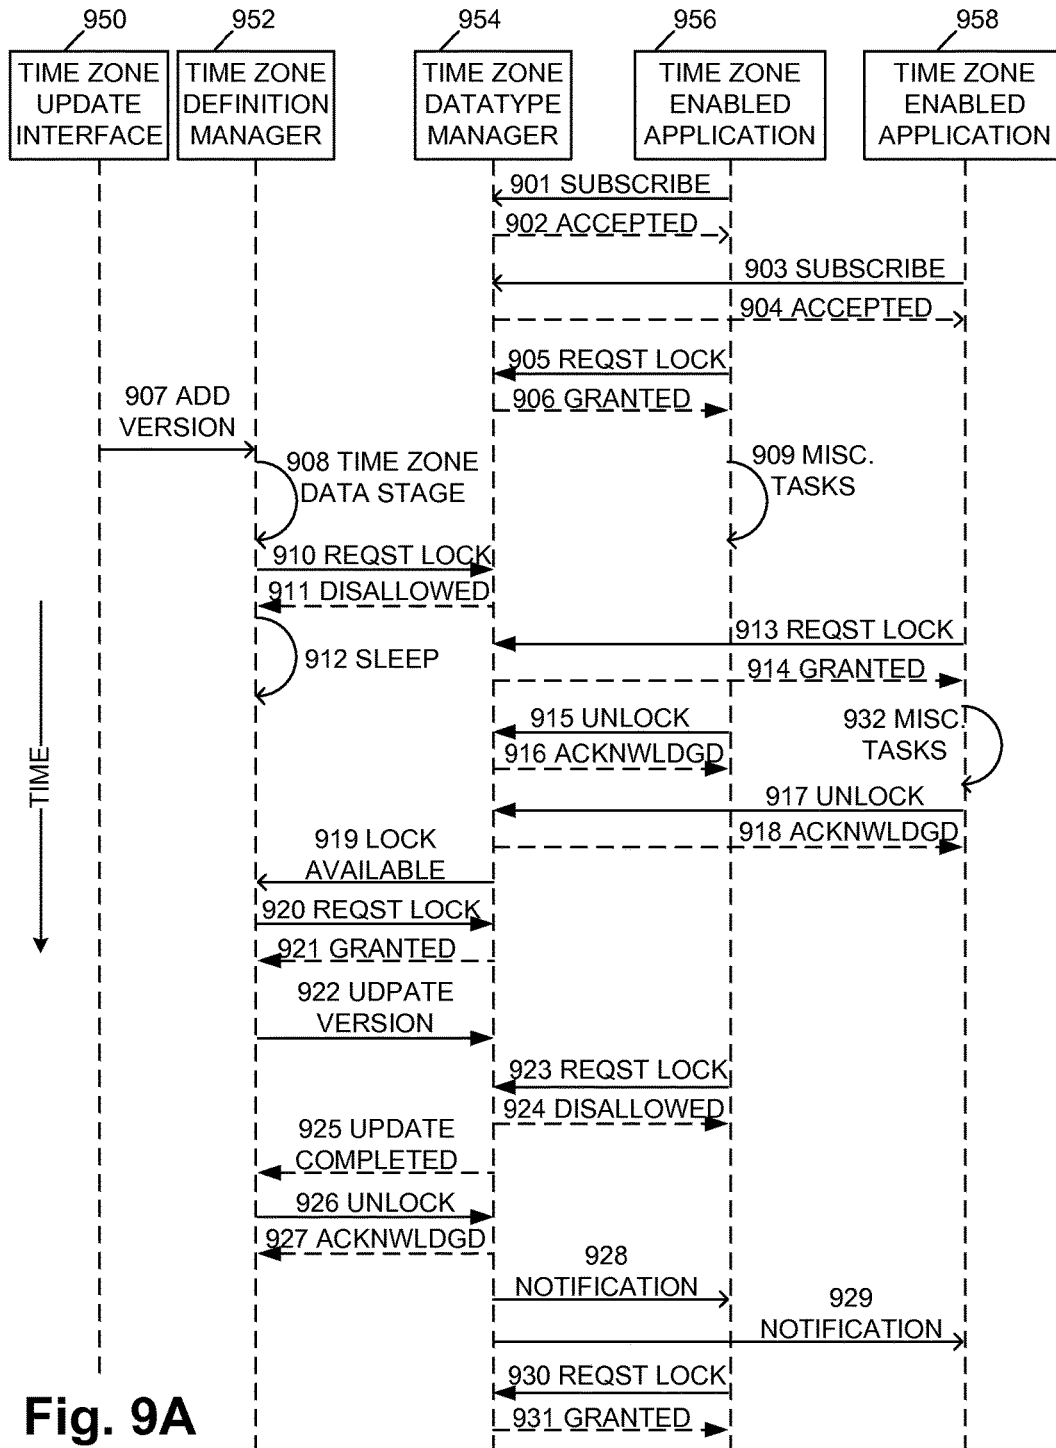 950
952
954
956
958
TIME ZONE
UPDATE
INTERFACE
TIME ZONE
DEFINITION
MANAGER
TIME ZONE
DATATYPE
MANAGER
TIME ZONE
ENABLED
APPLICATION
TIME ZONE
ENABLED
APPLICATION
901 SUBSCRIBE
902 ACCEPTED
903 SUBSCRIBE
904 ACCEPTED
905 REQST LOCK
906 GRANTED
907 ADD
VERSION
908 TIME ZONE
DATA STAGE
909 MISC.
TASKS
910 REQST LOCK
911 DISALLOWED
912 SLEEP
913 REQST LOCK
914 GRANTED
915 UNLOCK
916 ACKNWLDGD
932 MISC.
TASKS
TIME
917 UNLOCK
918 ACKNWLDGD
919 LOCK
AVAILABLE
920 REQST LOCK
921 GRANTED
922 UDPATE
VERSION
923 REQST LOCK
924 DISALLOWED
925 UPDATE
COMPLETED
926 UNLOCK
927 ACKNWLDGD
928
NOTIFICATION
929
NOTIFICATION
930 REQST LOCK
931 GRANTED
Fig. 9A